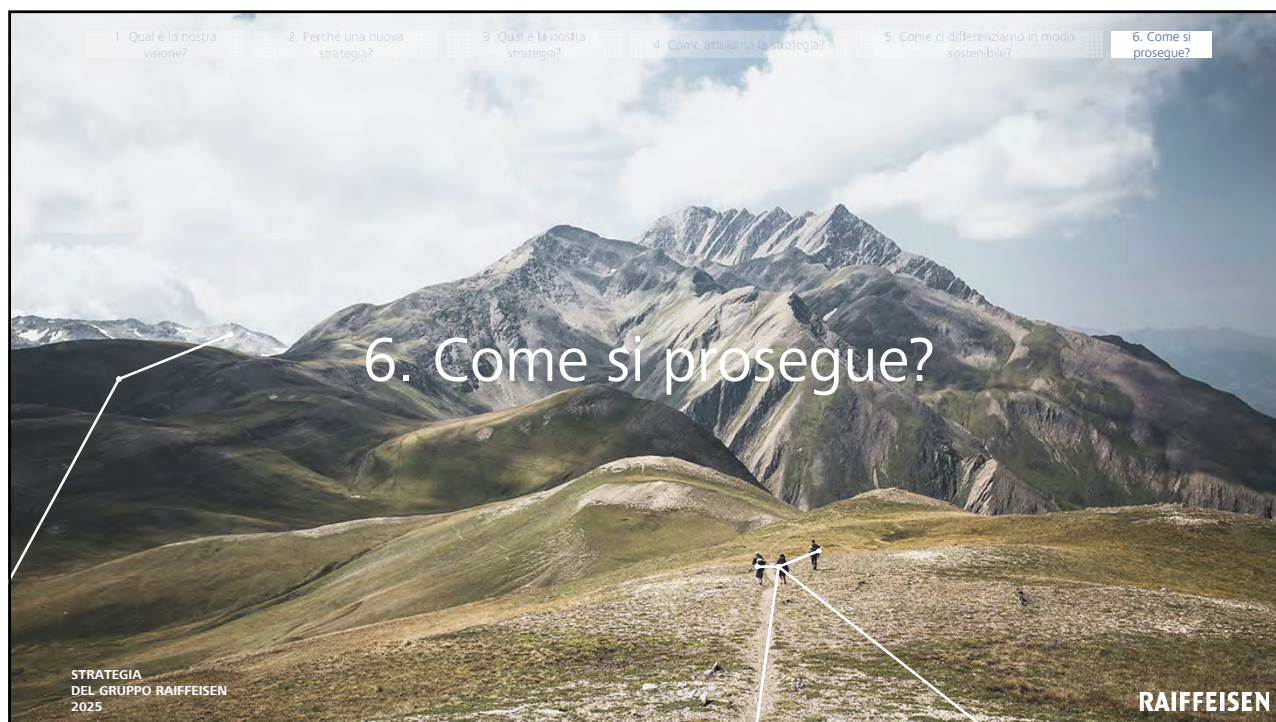 1. Qual è la nostra
visione?
2. Perché una nuova
strategia?
3. Qual è la nostra
strategia?
4. Come attuiamo la strategia?
5. Come ci differenziamo in modo
sostenibile?
6. Come si
prosegue?
6. Come si prosegue?
STRATEGIA
DEL GRUPPO RAIFFEISEN
2025
RAIFFEISEN